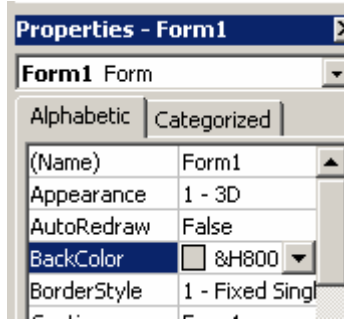 Properties - Form1
Form1 Form
Alphabetic Categorized
(Name) Form1
Appearance 1 - 3D
AutoRedraw False
BackColor &H800
BorderStyle 1 - Fixed Singl